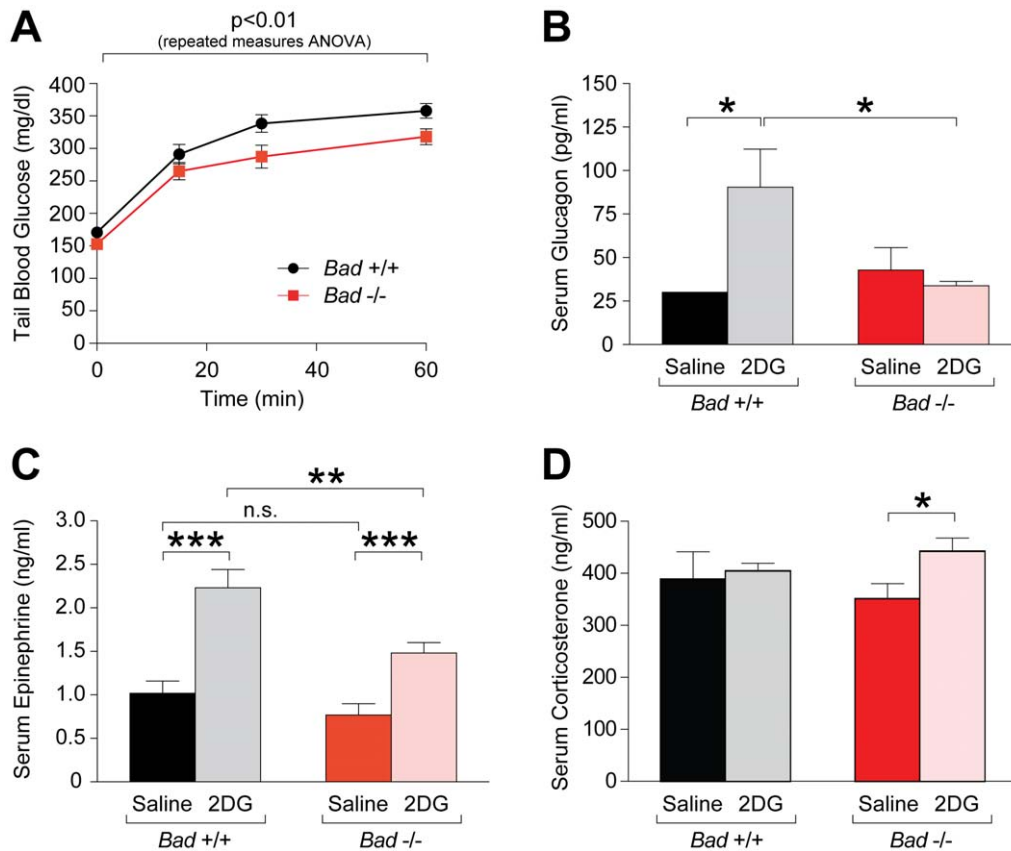 A
p<0.01
(repeated measures ANOVA)
Tail Blood Glucose (mg/dl)
400
350
300
250
200
150
100
50
0
Bad +/+
Bad -/-
0 20 40 60
Time (min)
B
Serum Glucagon (pg/ml)
150
125
100
75
50
25
0
* *
Saline 2DG Saline 2DG
Bad +/+ Bad -/-
C
Serum Epinephrine (ng/ml)
3.0
2.5
2.0
1.5
1.0
0.5
0
**
n.s.
*** ***
Saline 2DG Saline 2DG
Bad +/+ Bad -/-
D
Serum Corticosterone (ng/ml)
500
400
300
200
100
0
*
Saline 2DG Saline 2DG
Bad +/+ Bad -/-